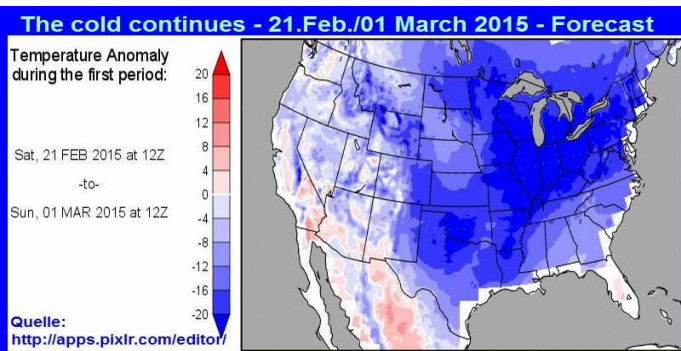 The cold continues - 21.Feb./01 March 2015 - Forecast
Temperature Anomaly
during the first period:
Sat, 21 FEB 2015 at 12Z
-to-
Sun, 01 MAR 2015 at 12Z
20
16
12
8
4
0
-4
-8
-12
-16
-20
Quelle:
http://apps.pixlr.com/editor/